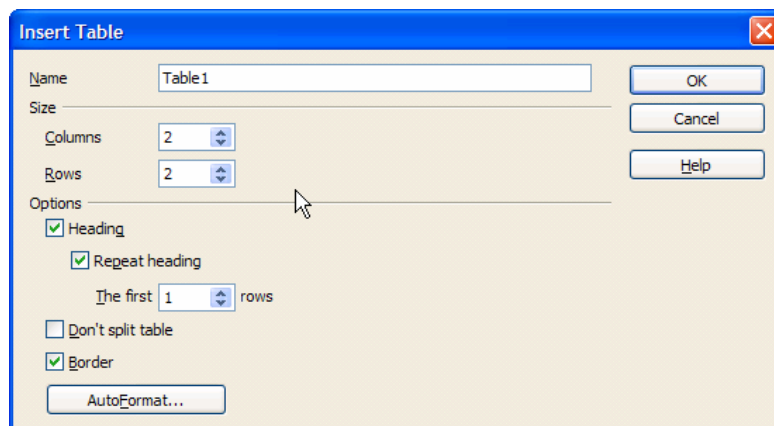 Insert Table
Name Table1
OK
Size
Cancel
Columns 2
Help
Rows 2
Options
Heading
Repeat heading
The first 1 rows
Don't split table
Border
AutoFormat...